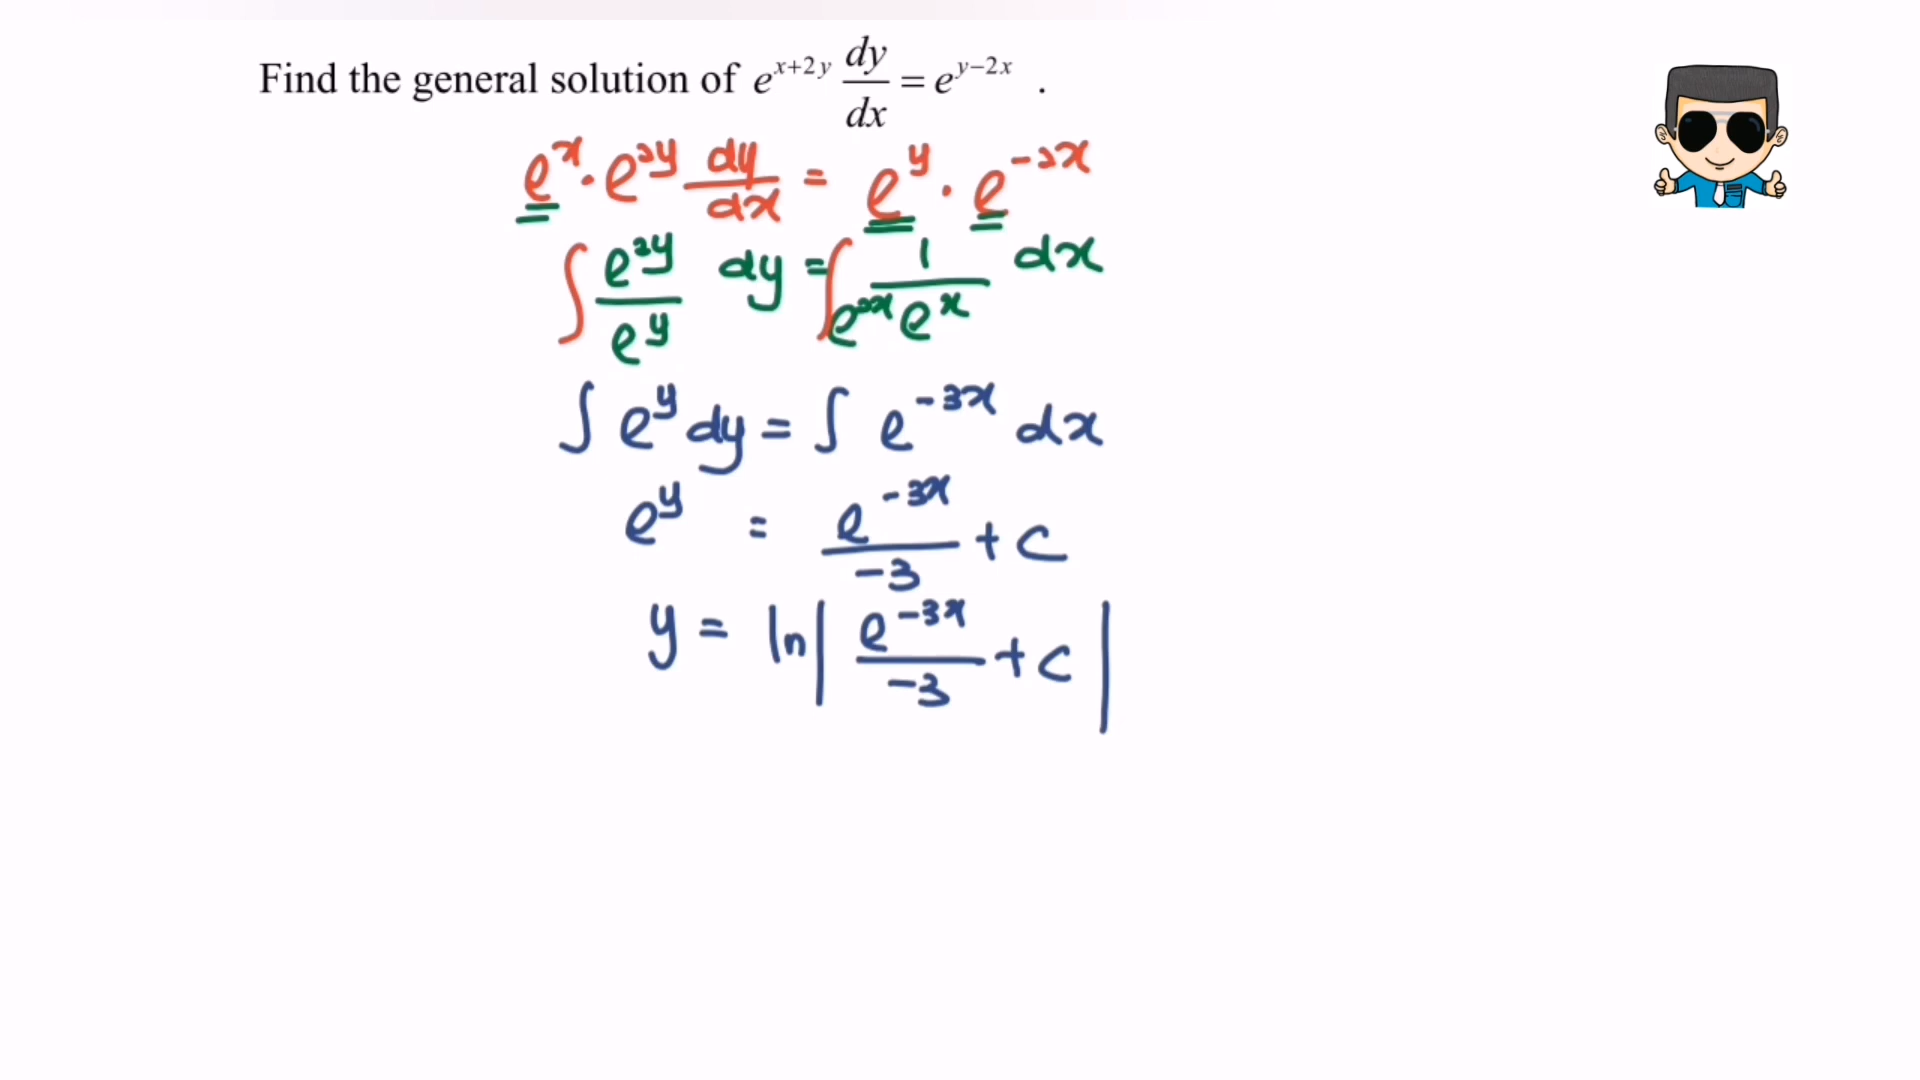 Find the general solution of e^{x+2y} dy/dx = e^{y-2x} .
e^x · e^{2y} dy/dx = e^y · e^{-2x}
∫ e^{2y}/e^y dy = ∫ 1/(e^{2x} e^x) dx
∫ e^y dy = ∫ e^{-3x} dx
e^y = e^{-3x}/-3 + c
y = ln| e^{-3x}/-3 + c |